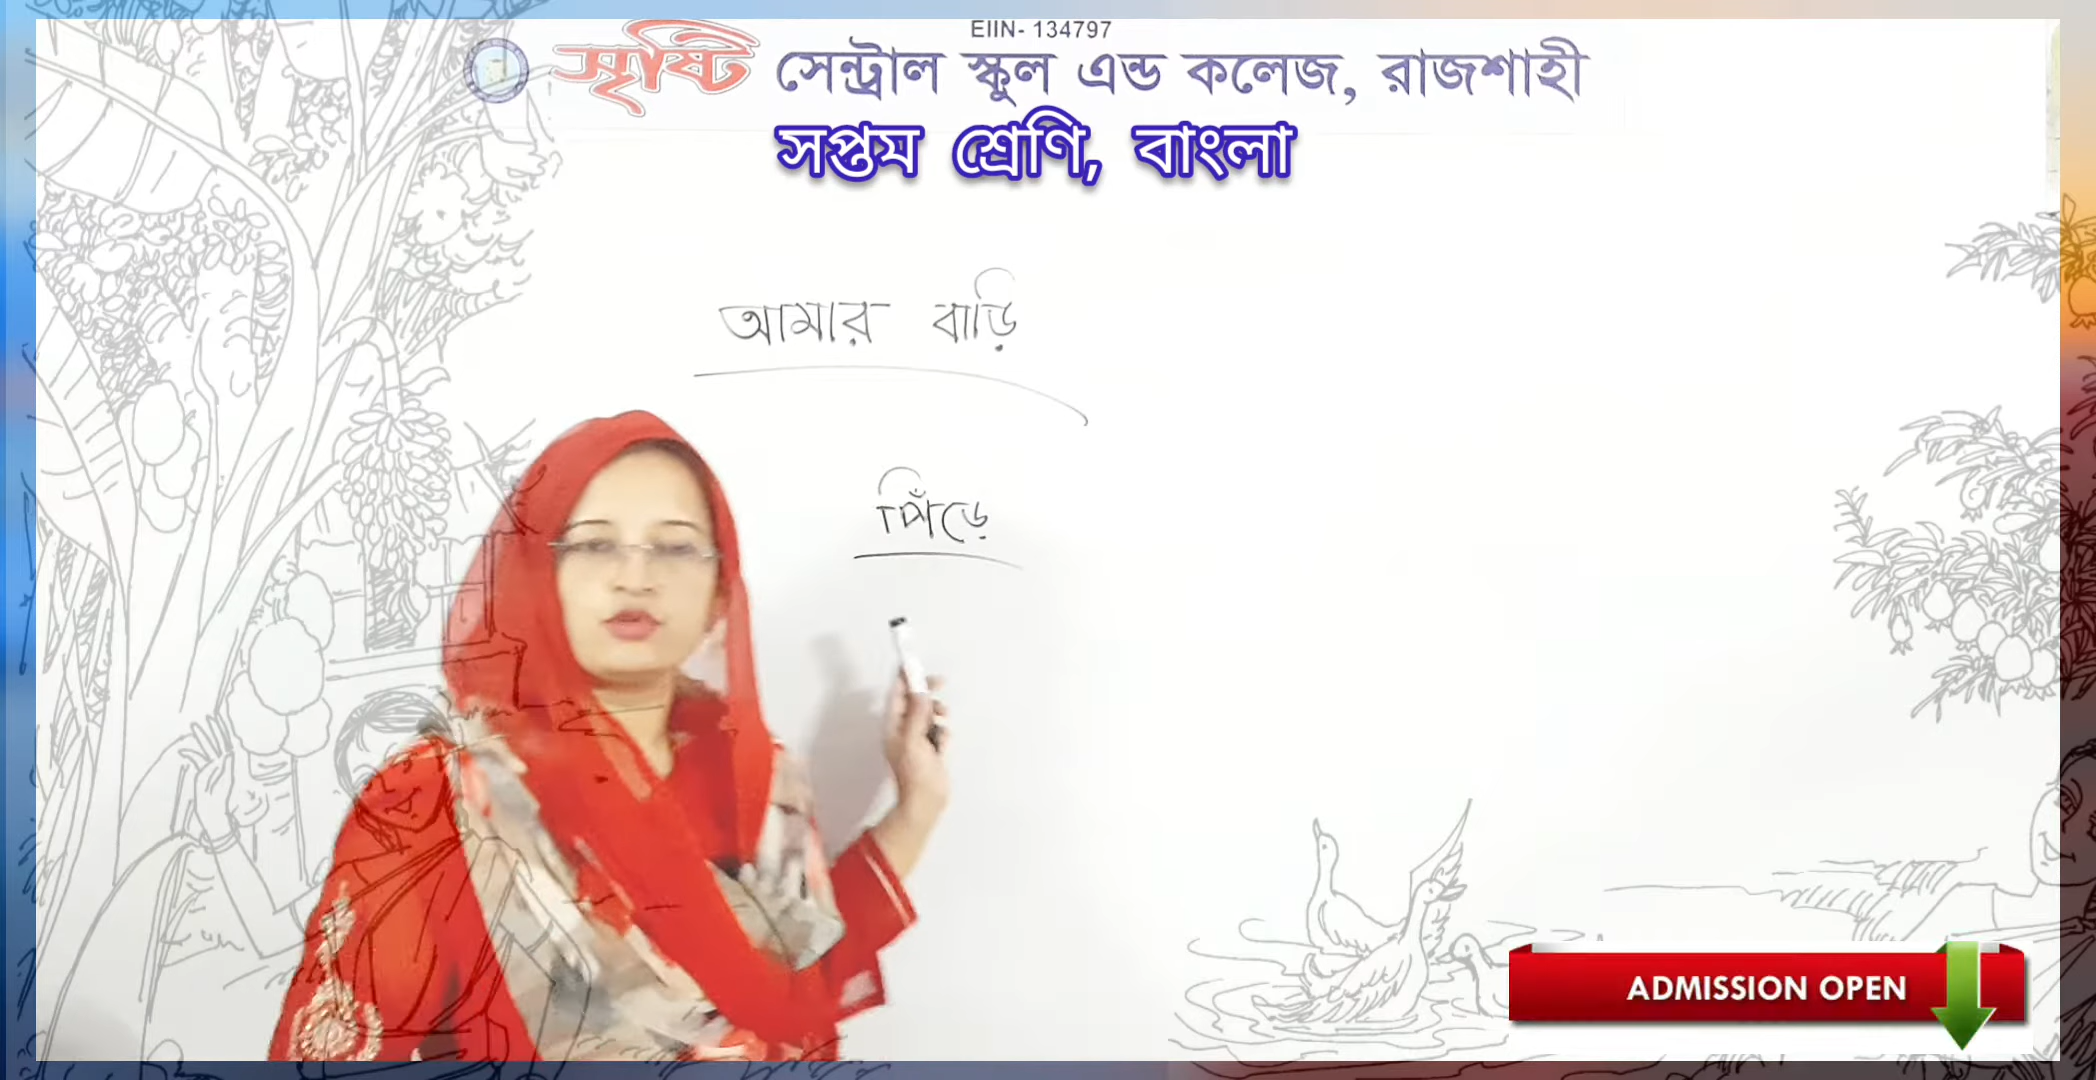 EIIN- 134797
সৃষ্টি সেন্ট্রাল স্কুল এন্ড কলেজ, রাজশাহী
সপ্তম শ্রেণি, বাংলা
আমার বাড়ি
পিঁড়ে
ADMISSION OPEN